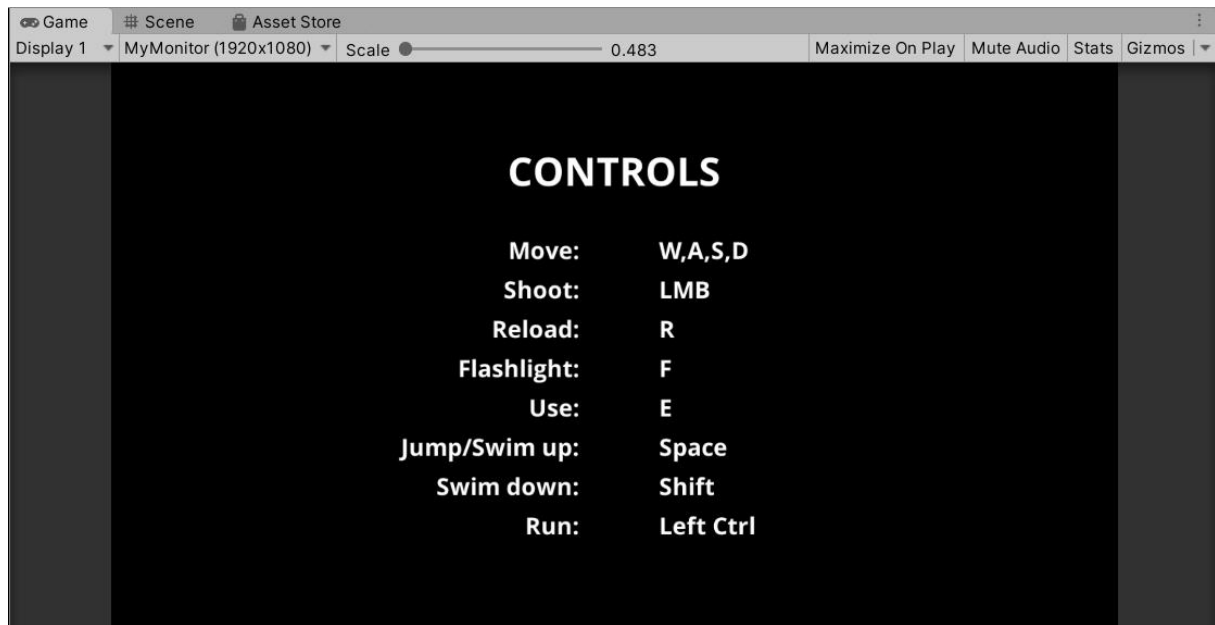 Game Scene Asset Store
Display 1 MyMonitor (1920x1080) Scale 0.483 Maximize On Play Mute Audio Stats Gizmos
CONTROLS
Move: W,A,S,D
Shoot: LMB
Reload: R
Flashlight: F
Use: E
Jump/Swim up: Space
Swim down: Shift
Run: Left Ctrl